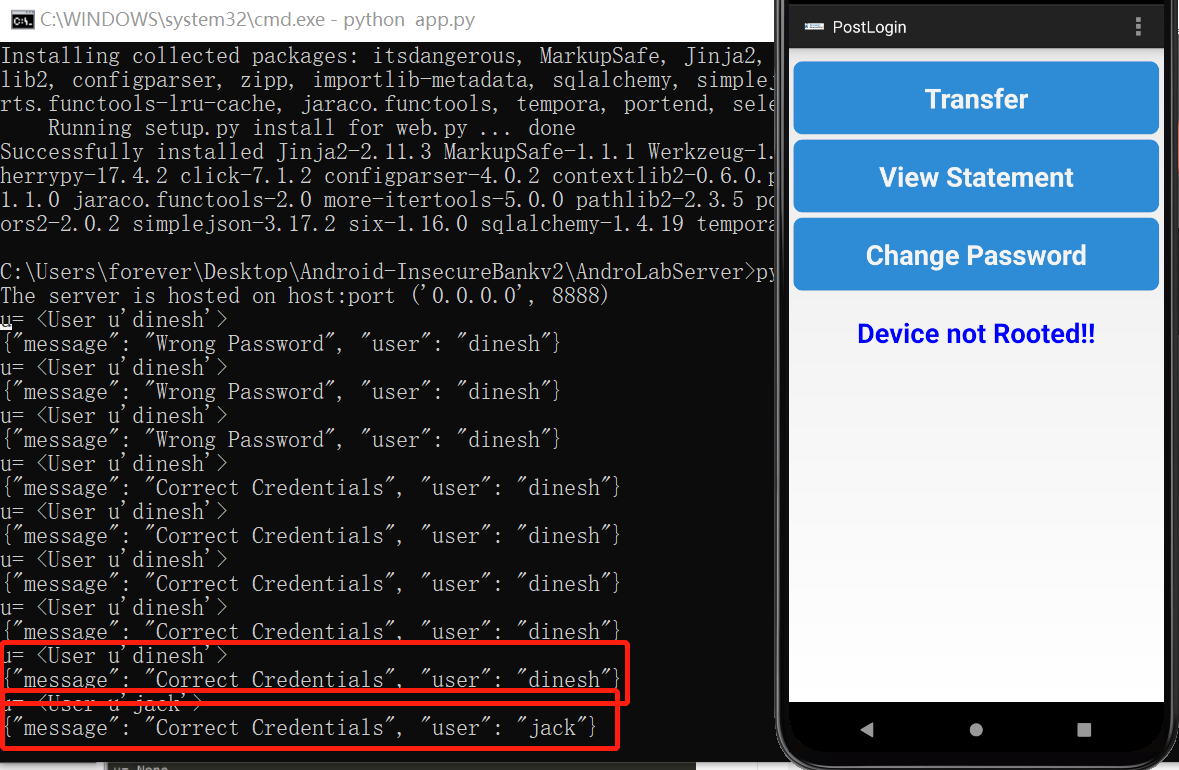 C:\WINDOWS\system32\cmd.exe - python app.py
Installing collected packages: itsdangerous, MarkupSafe, Jinja2,
lib2, configparser, zipp, importlib-metadata, sqlalchemy,
rts.functools-lru-cache, jaraco.functools, tempora, portend,
Running setup.py install for web.py ... done
Successfully installed Jinja2-2.11.3 MarkupSafe-1.1.1 Werkzeug-1.
herrypy-17.4.2 click-7.1.2 configparser-4.0.2 contextlib2-0.6.0.
1.1.0 jaraco.functools-2.0 more-itertools-5.0.0 pathlib2-2.3.5
ors2-2.0.2 simplejson-3.17.2 six-1.16.0 sqlalchemy-1.4.19
C:\Users\forever\Desktop\Android-InsecureBankv2\AndroLabServer>py
The server is hosted on host:port ('0.0.0.0', 8888)
u= <User u'dinesh'>
{"message": "Wrong Password", "user": "dinesh"}
u= <User u'dinesh'>
{"message": "Wrong Password", "user": "dinesh"}
u= <User u'dinesh'>
{"message": "Wrong Password", "user": "dinesh"}
u= <User u'dinesh'>
{"message": "Correct Credentials", "user": "dinesh"}
u= <User u'dinesh'>
{"message": "Correct Credentials", "user": "dinesh"}
u= <User u'dinesh'>
{"message": "Correct Credentials", "user": "dinesh"}
u= <User u'dinesh'>
{"message": "Correct Credentials", "user": "dinesh"}
u= <User u'dinesh'>
{"message": "Correct Credentials", "user": "dinesh"}
u= <User u'jack'>
{"message": "Correct Credentials", "user": "jack"}
u= None
PostLogin
Transfer
View Statement
Change Password
Device not Rooted!!